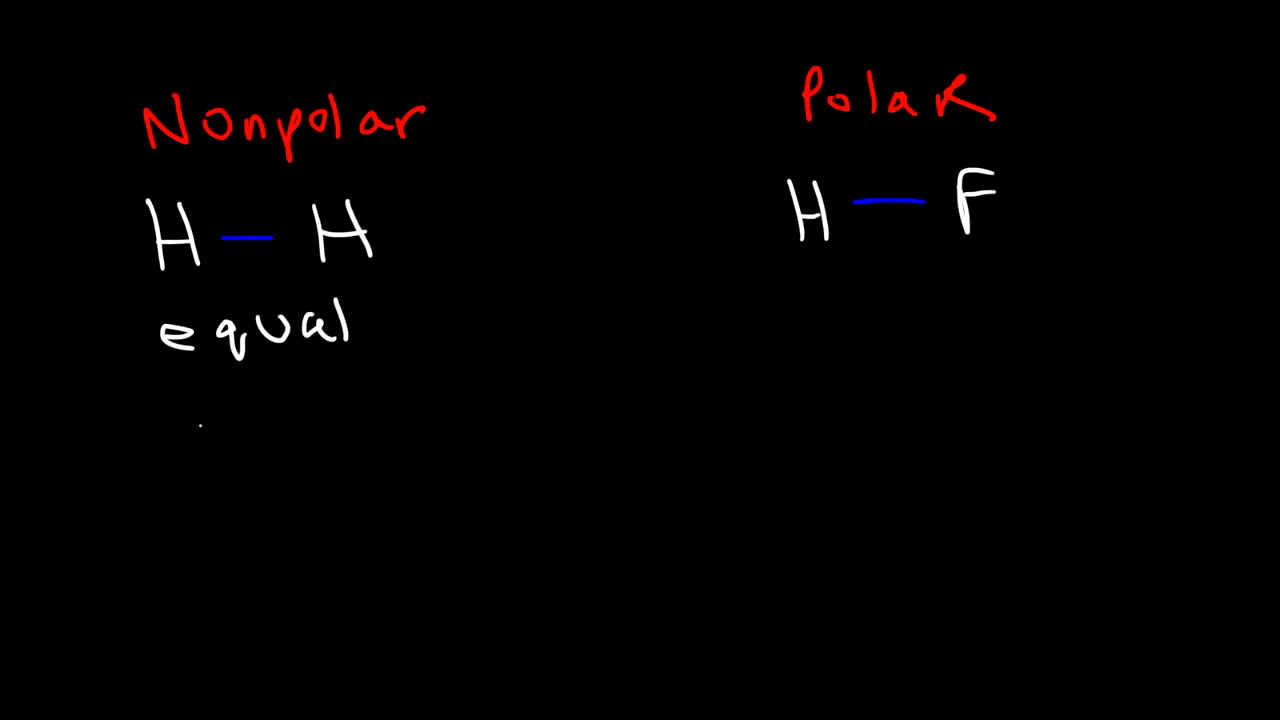 Nonpolar
H — H
equal
Polar
H — F